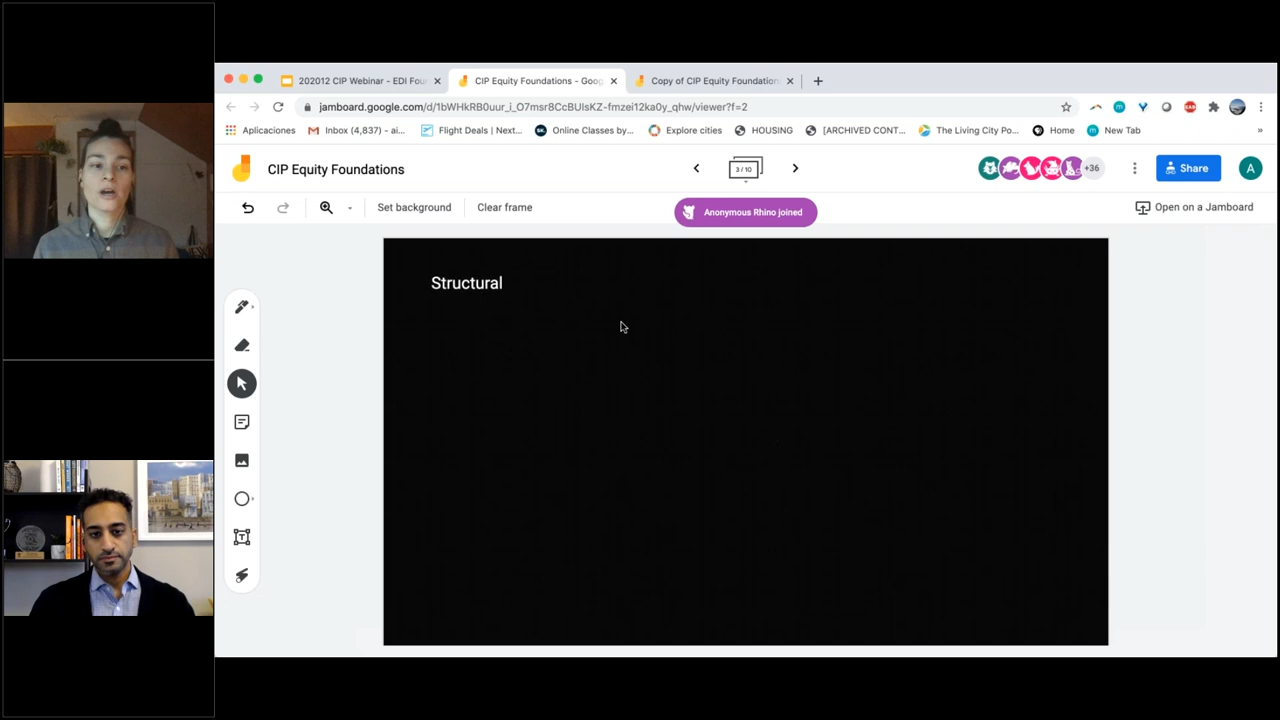 202012 CIP Webinar - EDI Fou
CIP Equity Foundations - Goog
Copy of CIP Equity Foundation
jamboard.google.com/d/1bWHkRB0uur_i_O7msr8CcBUIsKZ-fmzei12ka0y_qhw/viewer?f=2
Aplicaciones
Inbox (4,837) - ai...
Flight Deals | Next...
Online Classes by...
Explore cities
HOUSING
[ARCHIVED CONT...
The Living City Po...
Home
New Tab
»
CIP Equity Foundations
3 / 10
+36
Share
A
Set background
Clear frame
Anonymous Rhino joined
Open on a Jamboard
Structural